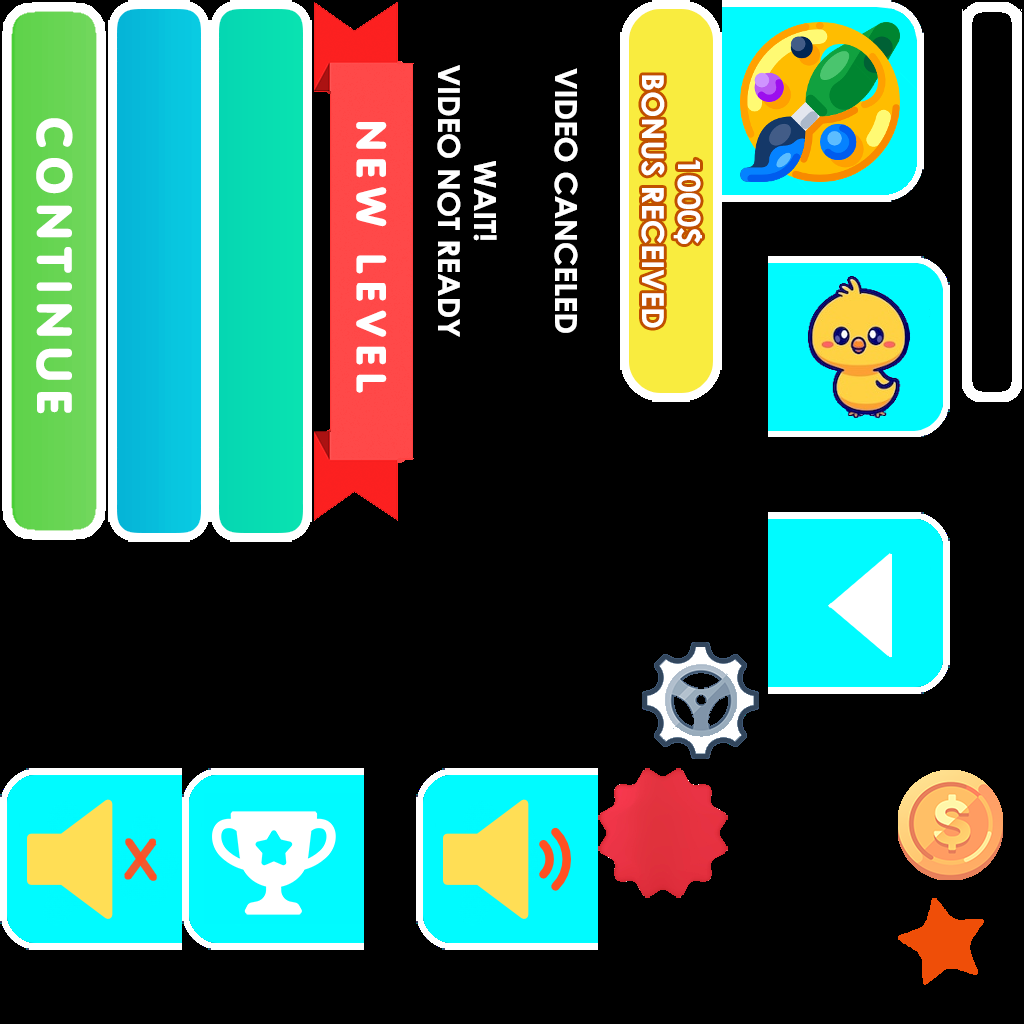 CONTINUE
NEW LEVEL
WAIT!
VIDEO NOT READY
VIDEO CANCELED
1000$
BONUS RECEIVED
$